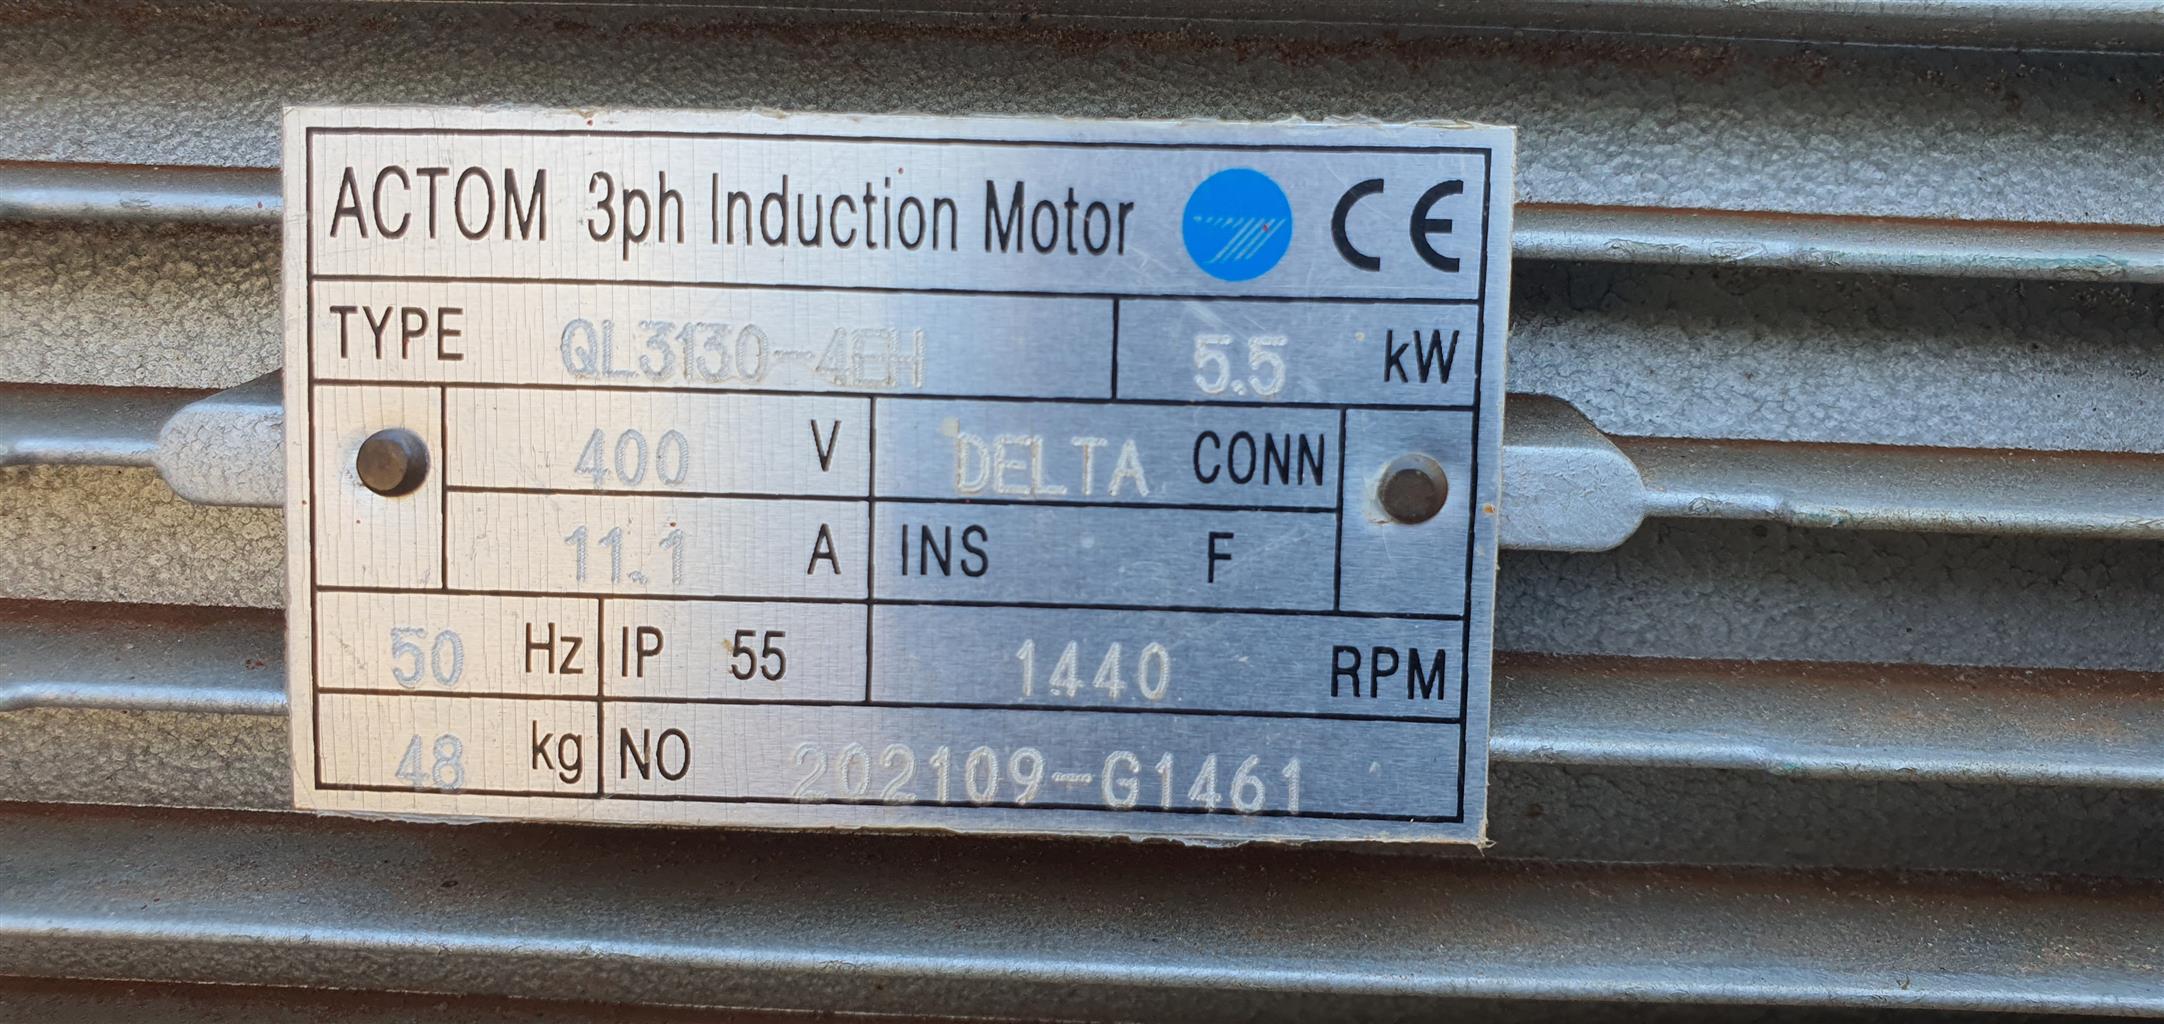 ACTOM 3ph Induction Motor CE
TYPE QL3130-4EH 5.5 kW
400 V DELTA CONN
11.1 A INS F
50 Hz IP 55 1440 RPM
48 kg NO 202109-G1461